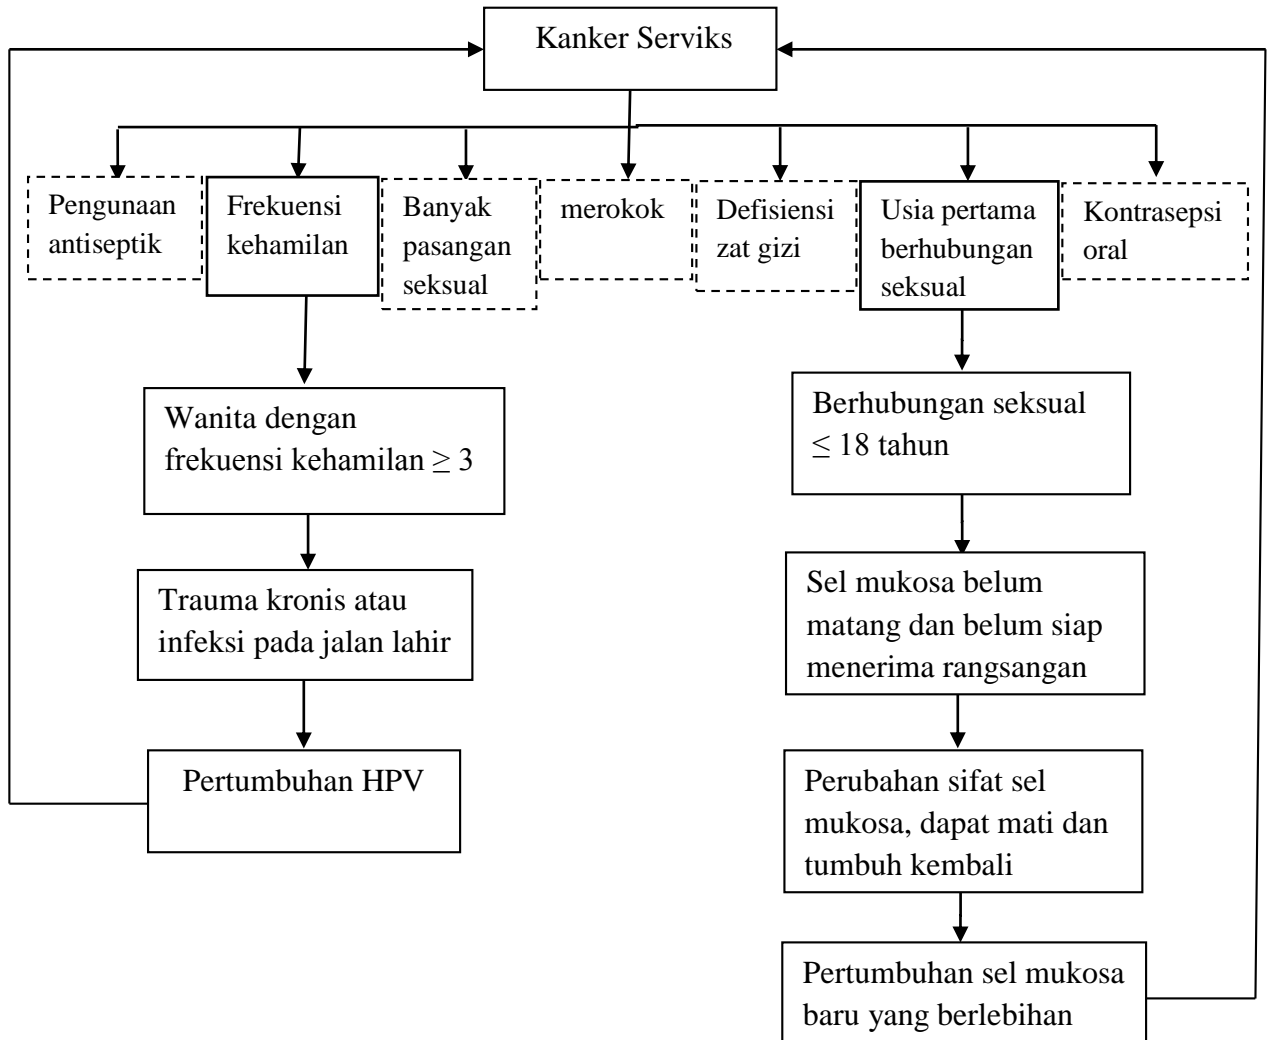 Kanker Serviks
Pengunaan
antiseptik
Frekuensi
kehamilan
Banyak
pasangan
seksual
merokok
Defisiensi
zat gizi
Usia pertama
berhubungan
seksual
Kontrasepsi
oral
Wanita dengan
frekuensi kehamilan ≥ 3
Trauma kronis atau
infeksi pada jalan lahir
Pertumbuhan HPV
Berhubungan seksual
≤ 18 tahun
Sel mukosa belum
matang dan belum siap
menerima rangsangan
Perubahan sifat sel
mukosa, dapat mati dan
tumbuh kembali
Pertumbuhan sel mukosa
baru yang berlebihan